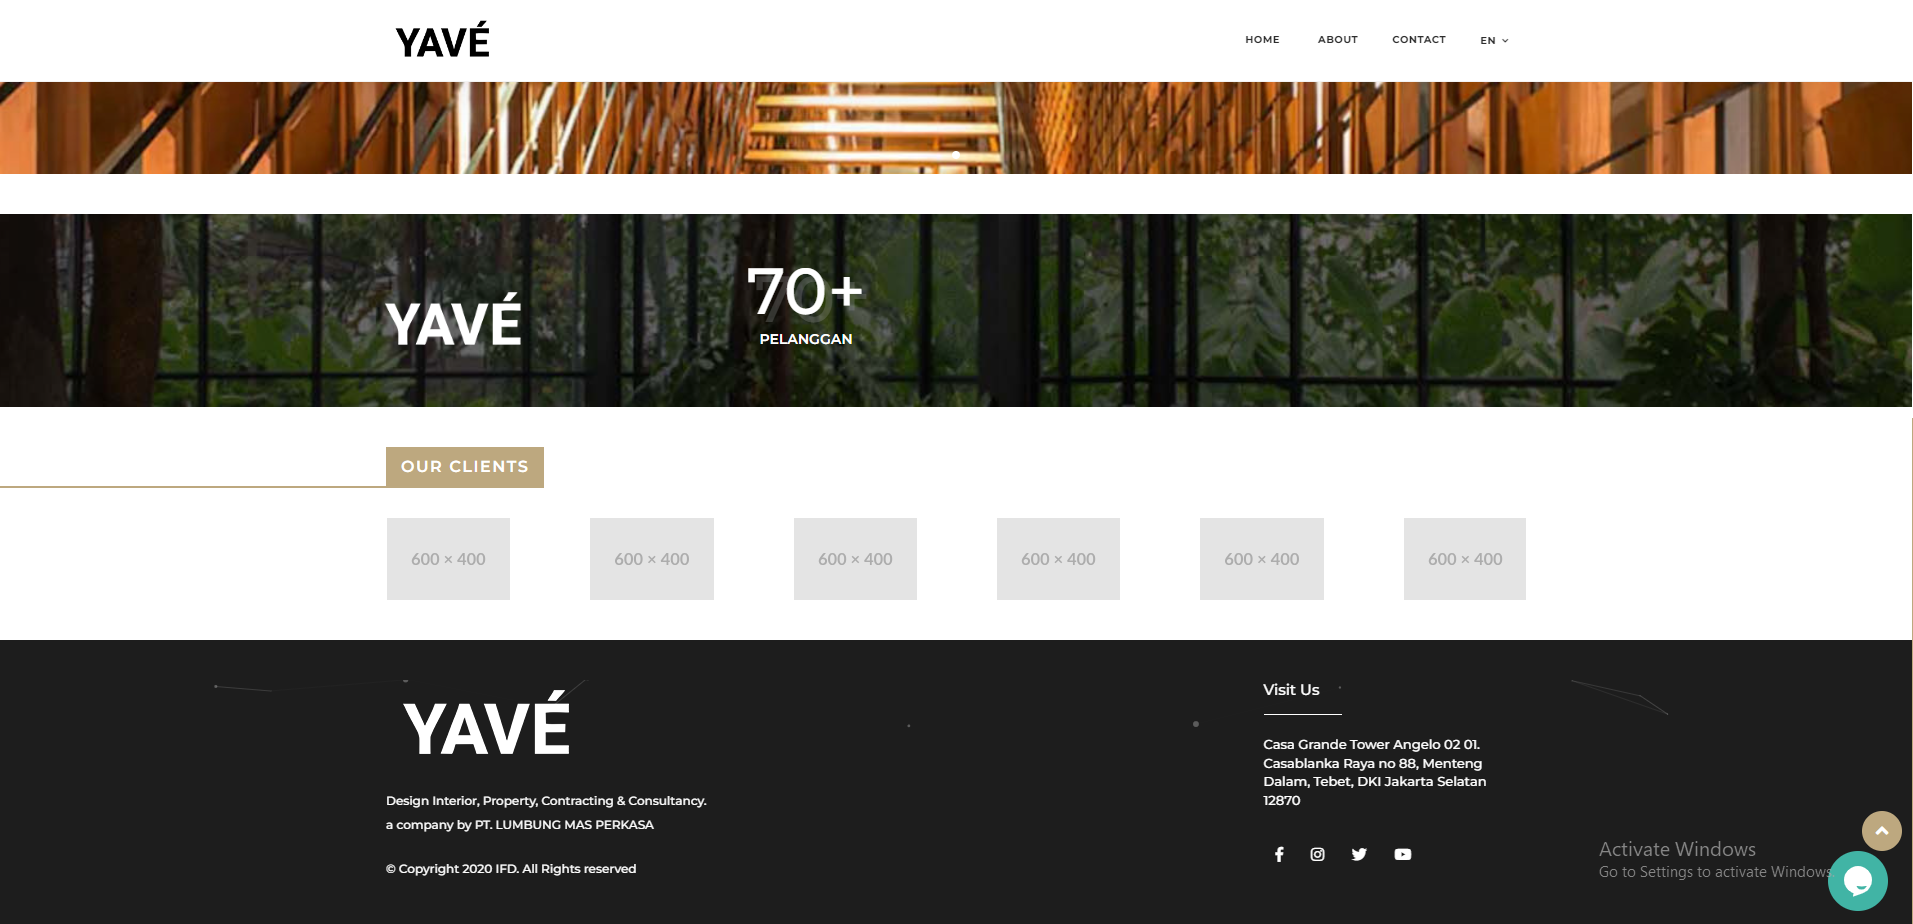 YAVÉ
HOME
ABOUT
CONTACT
EN
YAVÉ
70+
PELANGGAN
OUR CLIENTS
600 × 400
600 × 400
600 × 400
600 × 400
600 × 400
600 × 400
YAVÉ
Design Interior, Property, Contracting & Consultancy.
a company by PT. LUMBUNG MAS PERKASA
© Copyright 2020 IFD. All Rights reserved
Visit Us
Casa Grande Tower Angelo 02 01.
Casablanka Raya no 88, Menteng
Dalam, Tebet, DKI Jakarta Selatan
12870
Activate Windows
Go to Settings to activate Windows.